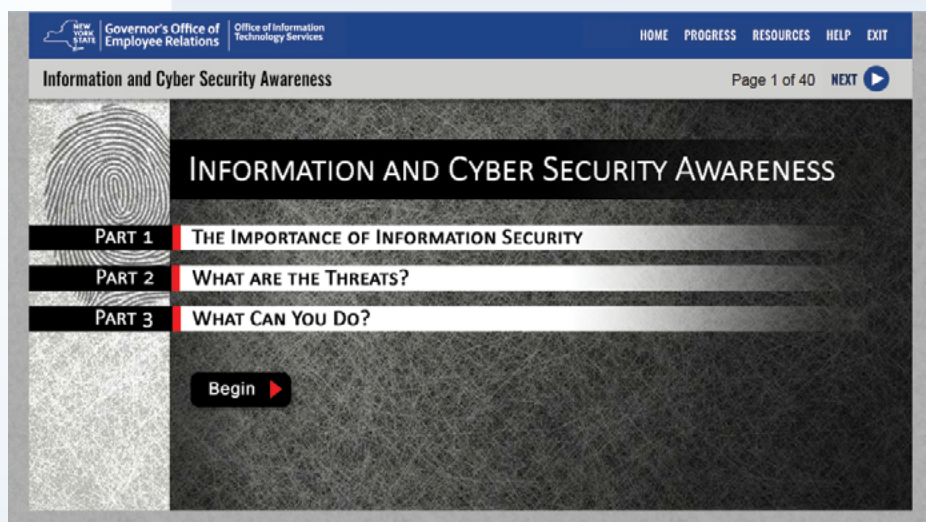 NEW YORK STATE
Governor's Office of Employee Relations
Office of Information Technology Services
HOME PROGRESS RESOURCES HELP EXIT
Information and Cyber Security Awareness
Page 1 of 40 NEXT
INFORMATION AND CYBER SECURITY AWARENESS
PART 1 THE IMPORTANCE OF INFORMATION SECURITY
PART 2 WHAT ARE THE THREATS?
PART 3 WHAT CAN YOU DO?
Begin